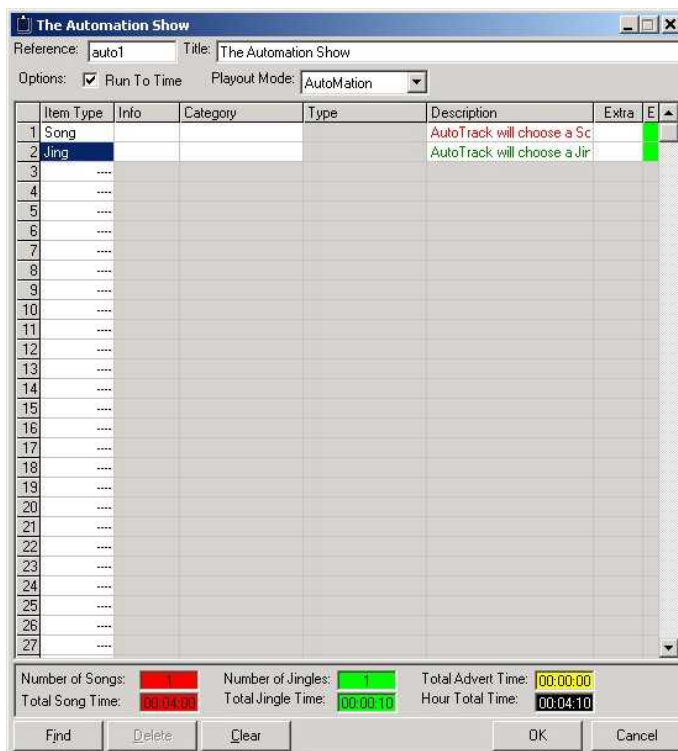 The Automation Show
Reference: auto1 Title: The Automation Show
Options: Run To Time Playout Mode: AutoMation
Item Type Info Category Type Description Extra E
1 Song AutoTrack will choose a Sc
2 Jing AutoTrack will choose a Jir
3 ----
4 ----
5 ----
6 ----
7 ----
8 ----
9 ----
10 ----
11 ----
12 ----
13 ----
14 ----
15 ----
16 ----
17 ----
18 ----
19 ----
20 ----
21 ----
22 ----
23 ----
24 ----
25 ----
26 ----
27 ----
Number of Songs: 1 Number of Jingles: 1 Total Advert Time: 00:00:00
Total Song Time: 00:04:00 Total Jingle Time: 00:00:10 Hour Total Time: 00:04:10
Find Delete Clear OK Cancel